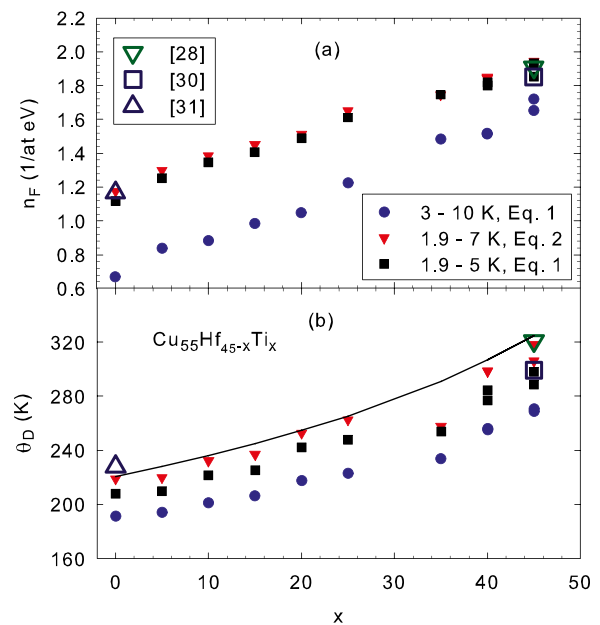 (a)
[28]
[30]
[31]
2.2
2.0
1.8
1.6
1.4
1.2
1.0
0.8
0.6
n_F (1/at eV)
3 - 10 K, Eq. 1
1.9 - 7 K, Eq. 2
1.9 - 5 K, Eq. 1
(b)
Cu₅₅Hf₄₅₋ₓTiₓ
320
280
240
200
160
θ_D (K)
0 10 20 30 40 50
x